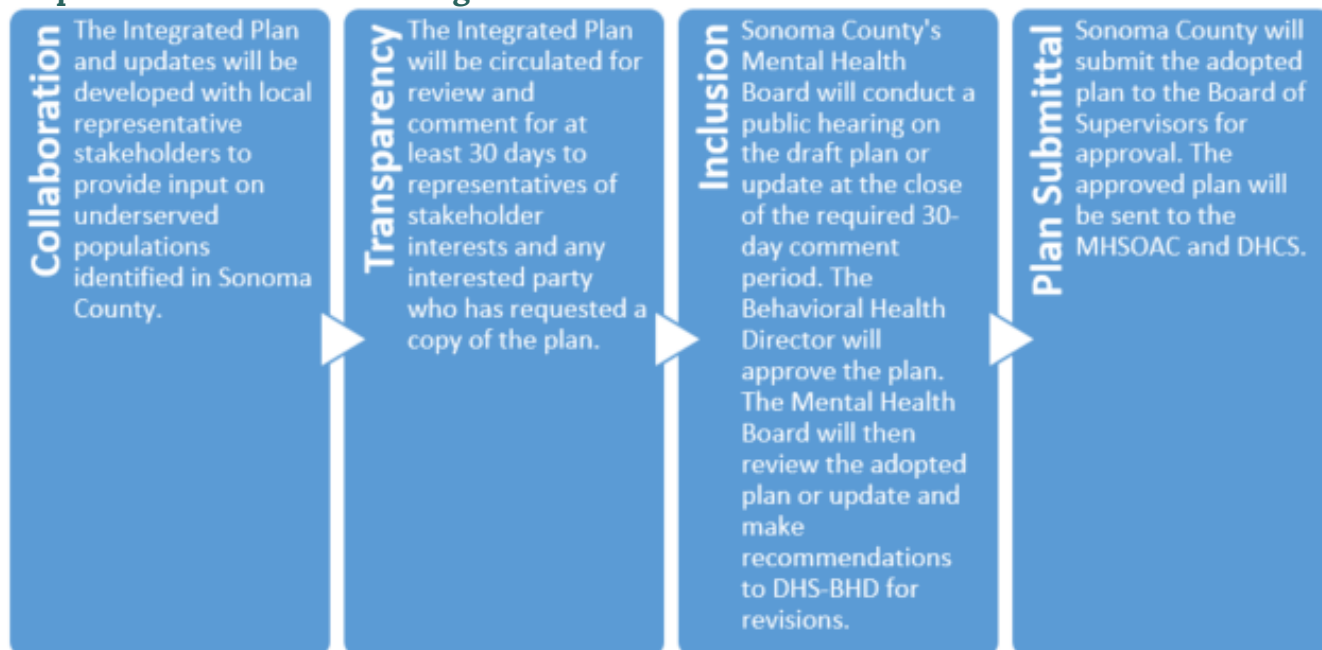 Collaboration
The Integrated Plan
and updates will be
developed with local
representative
stakeholders to
provide input on
underserved
populations
identified in Sonoma
County.
Transparency
The Integrated Plan
will be circulated for
review and
comment for at
least 30 days to
representatives of
stakeholder
interests and any
interested party
who has requested a
copy of the plan.
Inclusion
Sonoma County's
Mental Health
Board will conduct a
public hearing on
the draft plan or
update at the close
of the required 30-
day comment
period. The
Behavioral Health
Director will
approve the plan.
The Mental Health
Board will then
review the adopted
plan or update and
make
recommendations
to DHS-BHD for
revisions.
Plan Submittal
Sonoma County will
submit the adopted
plan to the Board of
Supervisors for
approval. The
approved plan will
be sent to the
MHSOAC and DHCS.